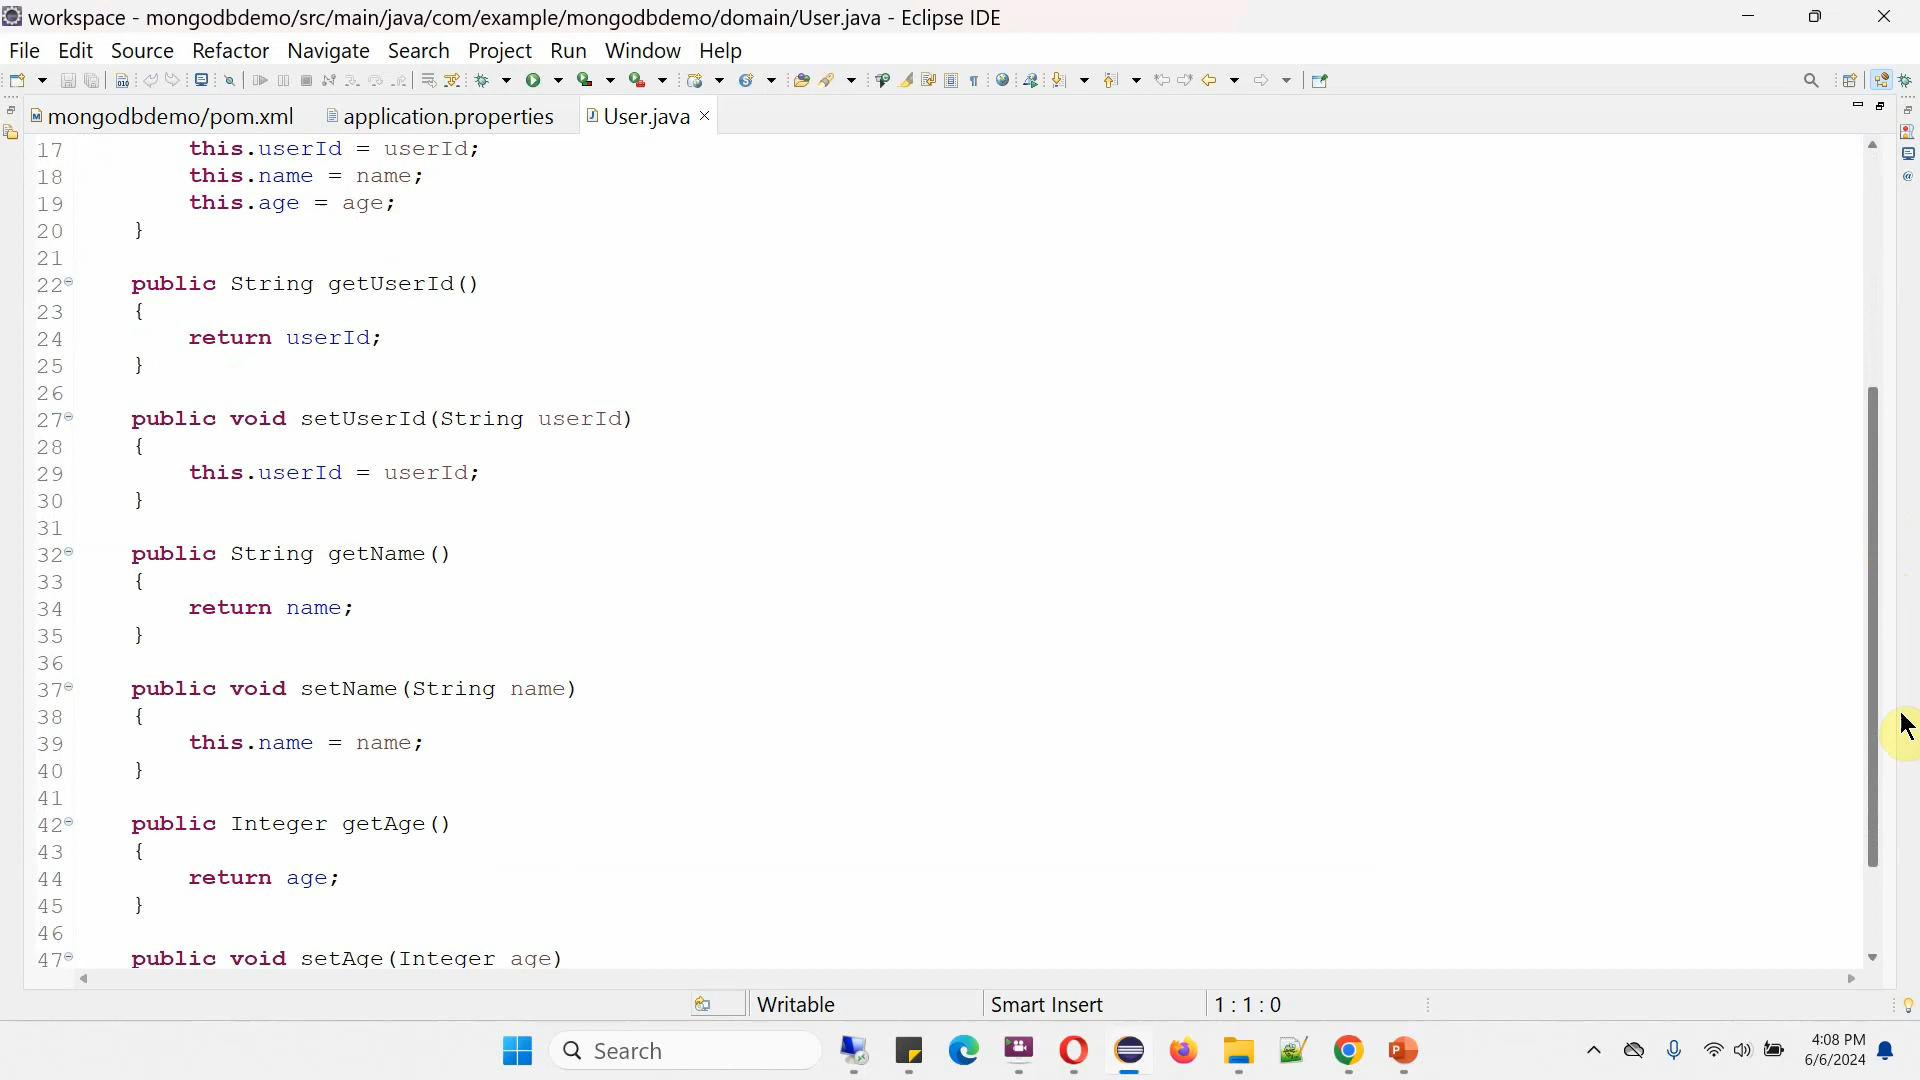 workspace - mongodbdemo/src/main/java/com/example/mongodbdemo/domain/User.java - Eclipse IDE
File Edit Source Refactor Navigate Search Project Run Window Help
mongodbdemo/pom.xml application.properties User.java
17 this.userId = userId;
18 this.name = name;
19 this.age = age;
20 }
21
22 public String getUserId()
23 {
24 return userId;
25 }
26
27 public void setUserId(String userId)
28 {
29 this.userId = userId;
30 }
31
32 public String getName()
33 {
34 return name;
35 }
36
37 public void setName(String name)
38 {
39 this.name = name;
40 }
41
42 public Integer getAge()
43 {
44 return age;
45 }
46
47 public void setAge(Integer age)
Writable Smart Insert 1 : 1 : 0
Search
4:08 PM
6/6/2024